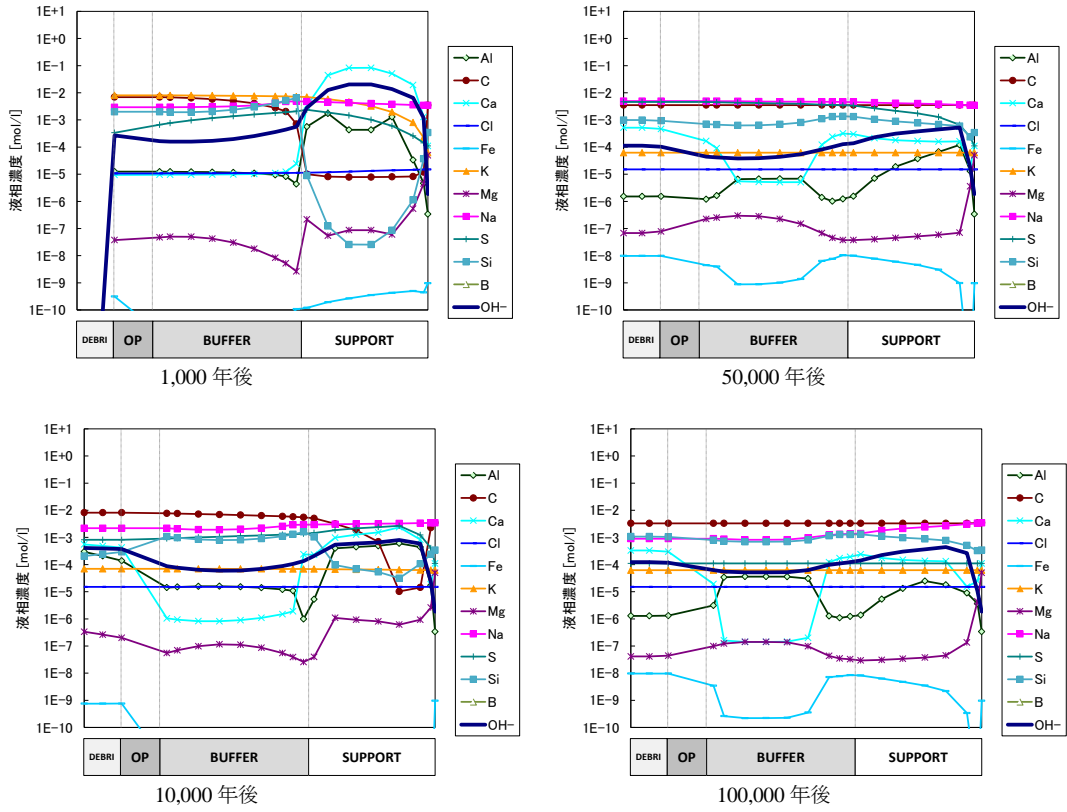 1E+1
1E+0
1E-1
1E-2
1E-3
1E-4
1E-5
1E-6
1E-7
1E-8
1E-9
1E-10
液相濃度 [mol/l]
Al
C
Ca
Cl
Fe
K
Mg
Na
S
Si
B
OH-
DEBRI OP BUFFER SUPPORT
1,000 年後
1E+1
1E+0
1E-1
1E-2
1E-3
1E-4
1E-5
1E-6
1E-7
1E-8
1E-9
1E-10
液相濃度 [mol/l]
Al
C
Ca
Cl
Fe
K
Mg
Na
S
Si
B
OH-
DEBRI OP BUFFER SUPPORT
50,000 年後
1E+1
1E+0
1E-1
1E-2
1E-3
1E-4
1E-5
1E-6
1E-7
1E-8
1E-9
1E-10
液相濃度 [mol/l]
Al
C
Ca
Cl
Fe
K
Mg
Na
S
Si
B
OH-
DEBRI OP BUFFER SUPPORT
10,000 年後
1E+1
1E+0
1E-1
1E-2
1E-3
1E-4
1E-5
1E-6
1E-7
1E-8
1E-9
1E-10
液相濃度 [mol/l]
Al
C
Ca
Cl
Fe
K
Mg
Na
S
Si
B
OH-
DEBRI OP BUFFER SUPPORT
100,000 年後